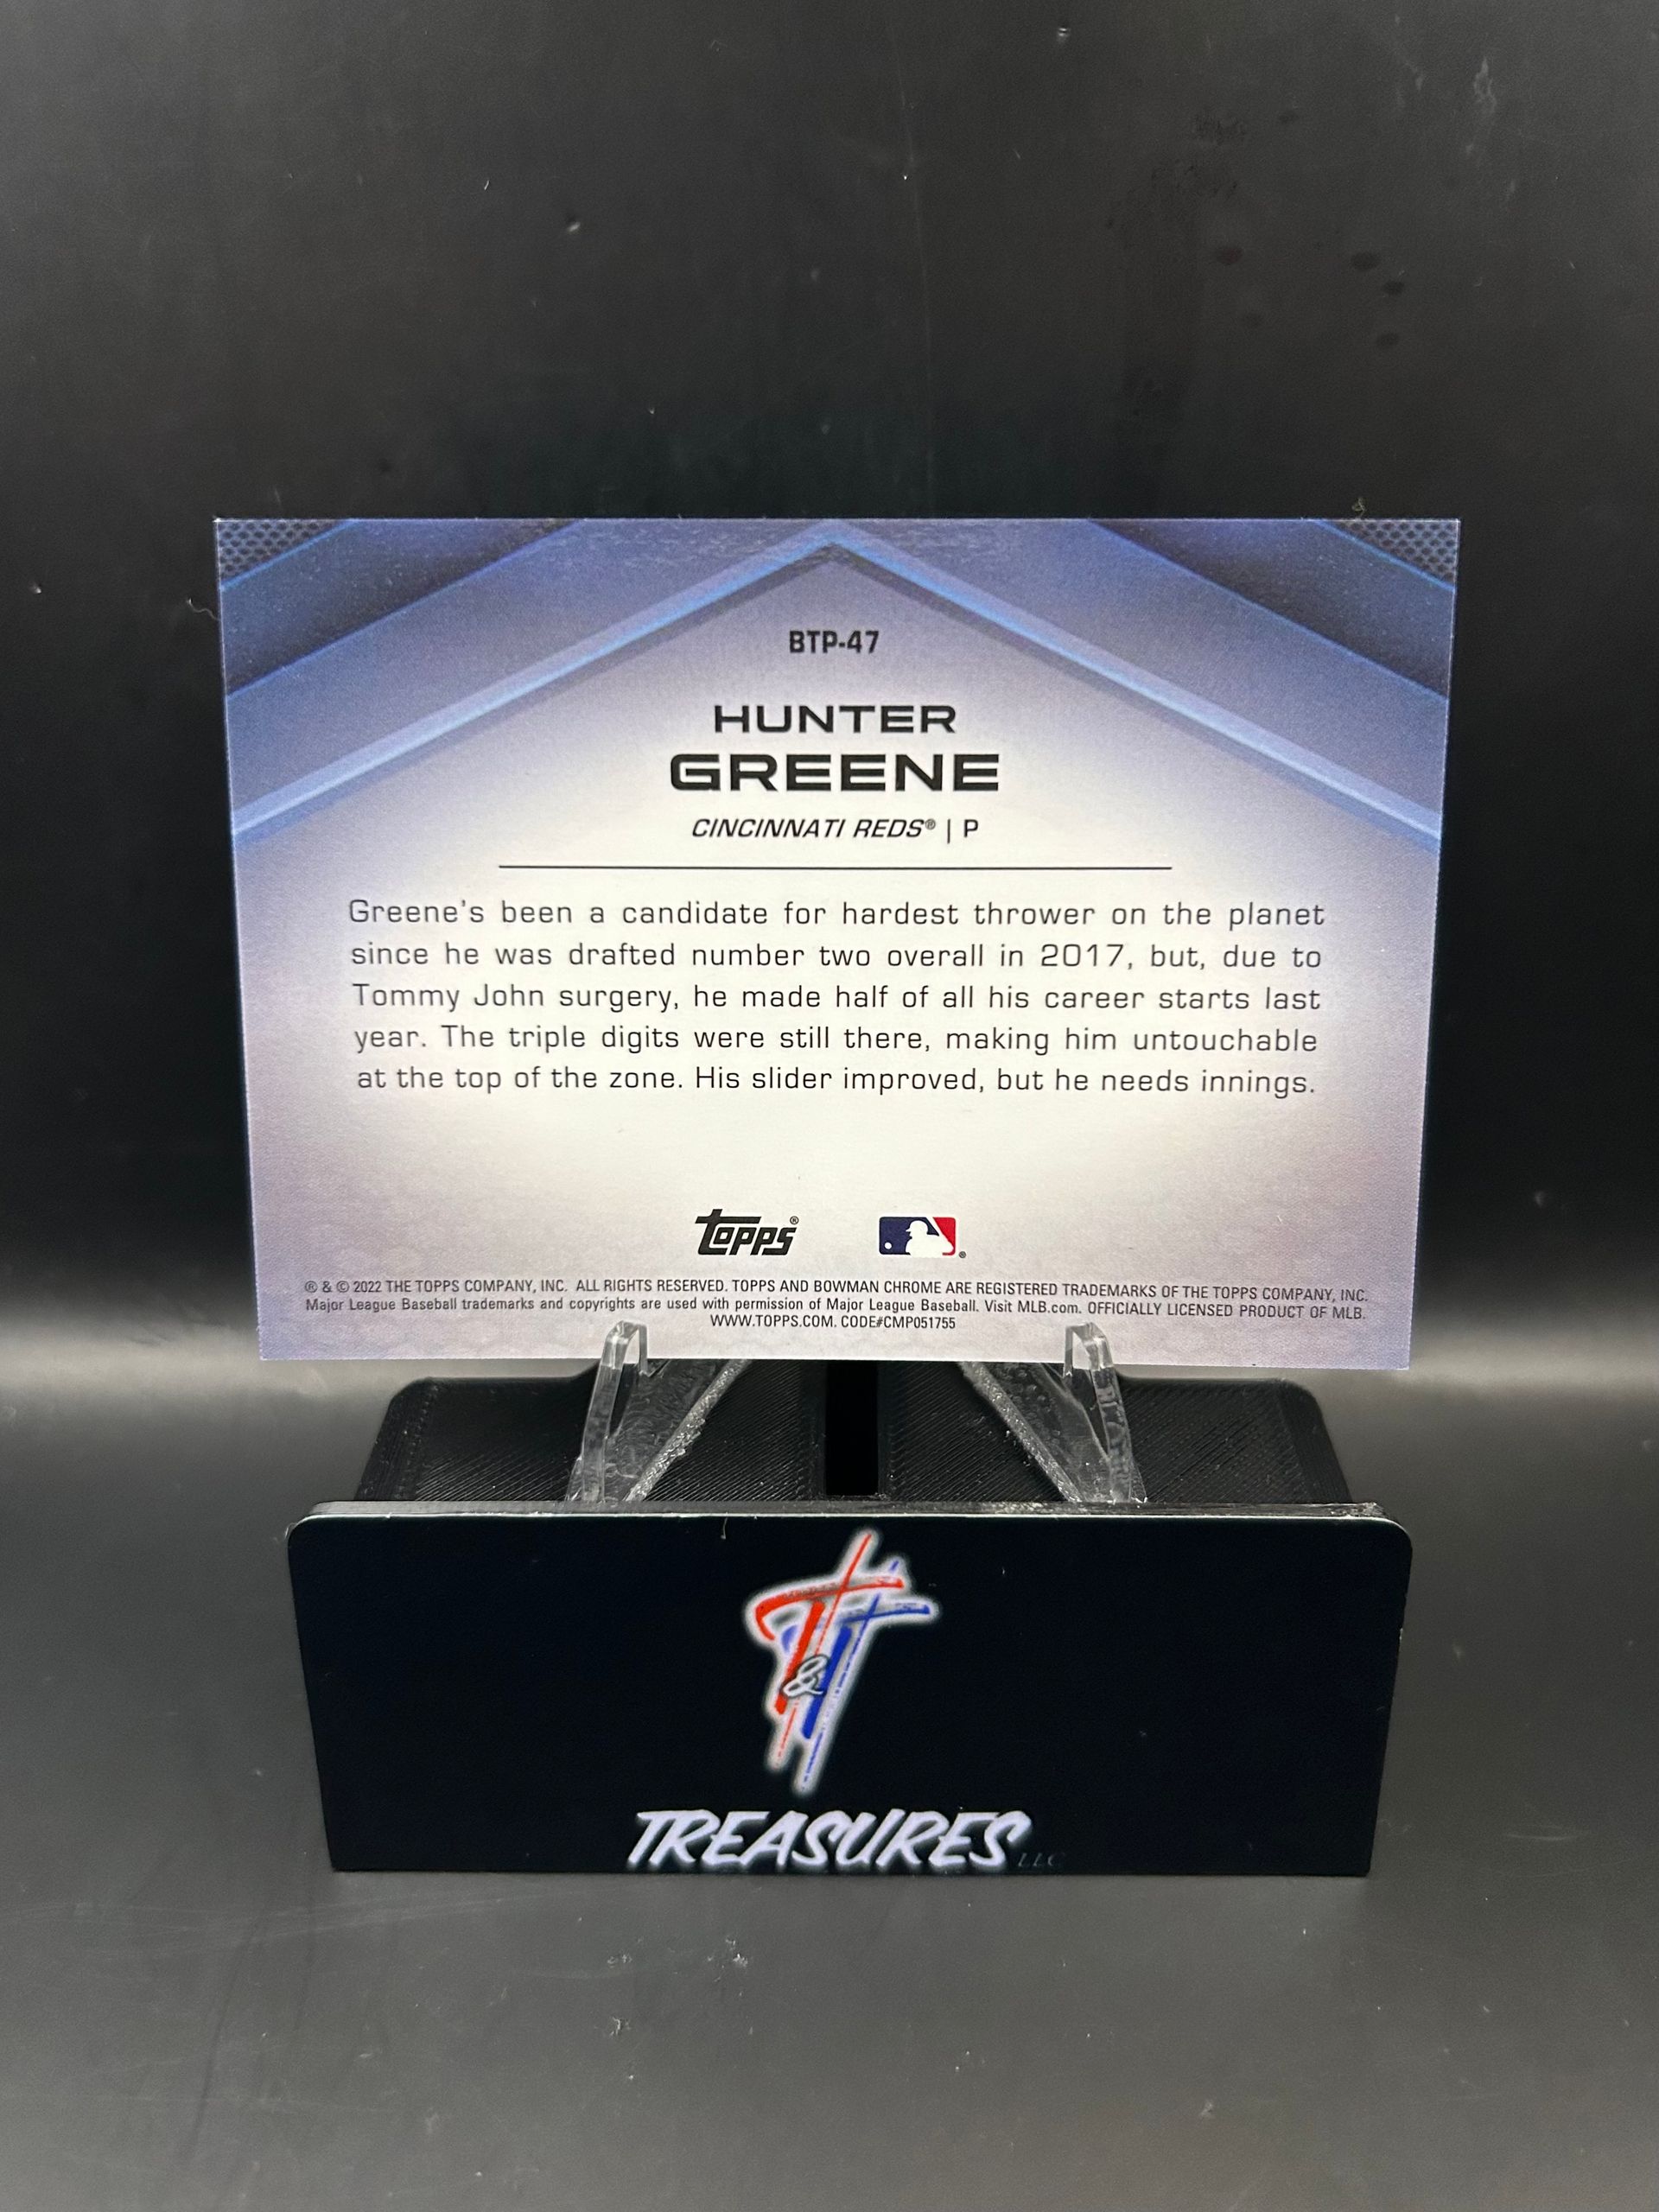 BTP-47
HUNTER
GREENE
CINCINNATI REDS® | P
Greene's been a candidate for hardest thrower on the planet
since he was drafted number two overall in 2017, but, due to
Tommy John surgery, he made half of all his career starts last
year. The triple digits were still there, making him untouchable
at the top of the zone. His slider improved, but he needs innings.
Topps®
® & © 2022 THE TOPPS COMPANY, INC. ALL RIGHTS RESERVED. TOPPS AND BOWMAN CHROME ARE REGISTERED TRADEMARKS OF THE TOPPS COMPANY, INC.
Major League Baseball trademarks and copyrights are used with permission of Major League Baseball. Visit MLB.com. OFFICIALLY LICENSED PRODUCT OF MLB.
WWW.TOPPS.COM. CODE#CMP051755
T&T
TREASURES LLC